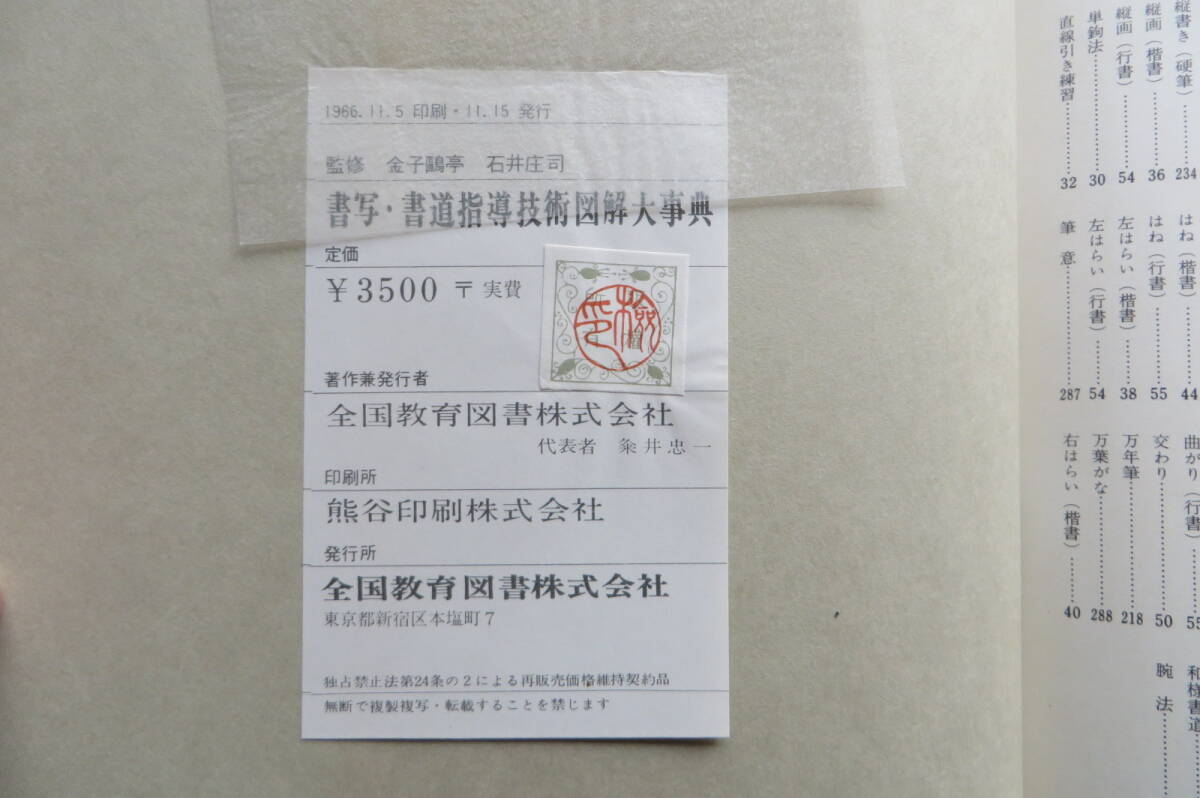 1966.11.5 印刷・11.15 発行
監修 金子鷗亭 石井庄司
書写・書道指導技術図解大事典
定価
￥3500 〒 実費
著作兼発行者
全国教育図書株式会社
代表者 粂井忠一
印刷所
熊谷印刷株式会社
発行所
全国教育図書株式会社
東京都新宿区本塩町７
独占禁止法第24条の２による再販売価格維持契約品
無断で複製複写・転載することを禁じます
縦書き（硬筆） 234
縦画（楷書）……… 36
縦画（行書）……… 54
単鉤法……………… 30
直線引き練習……… 32
はね（楷書）……… 44
はね（行書）……… 55
左はらい（楷書）… 38
左はらい（行書）… 54
筆 意…………… 287
曲がり（行書）… 55
交わり…………… 50
万年筆…………… 218
万葉がな………… 288
右はらい（楷書）… 40
和様書道………
腕 法…………